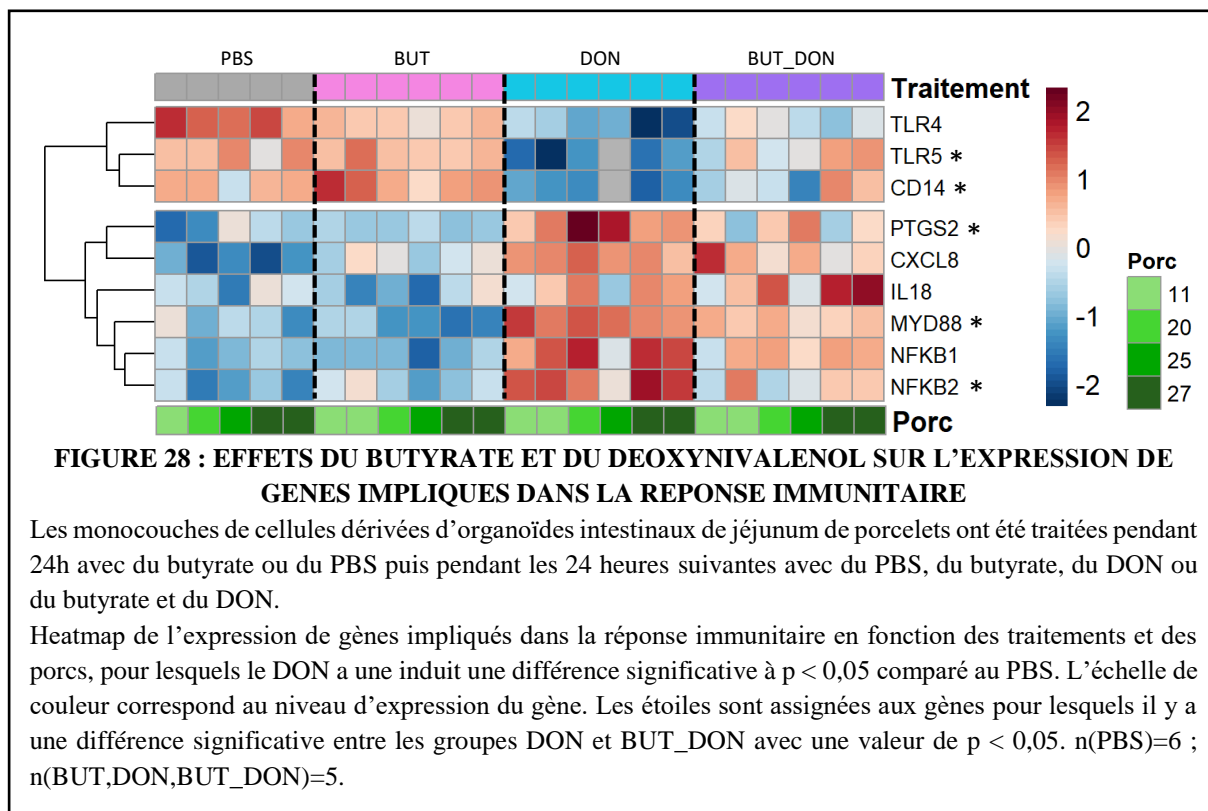 PBS BUT DON BUT_DON
Traitement
TLR4
TLR5 *
CD14 *
PTGS2 *
CXCL8
IL18
MYD88 *
NFKB1
NFKB2 *
Porc
2
1
0
-1
-2
Porc
11
20
25
27
FIGURE 28 : EFFETS DU BUTYRATE ET DU DEOXYNIVALENOL SUR L'EXPRESSION DE
GENES IMPLIQUES DANS LA REPONSE IMMUNITAIRE
Les monocouches de cellules dérivées d'organoïdes intestinaux de jéjunum de porcelets ont été traitées pendant
24h avec du butyrate ou du PBS puis pendant les 24 heures suivantes avec du PBS, du butyrate, du DON ou
du butyrate et du DON.
Heatmap de l'expression de gènes impliqués dans la réponse immunitaire en fonction des traitements et des
porcs, pour lesquels le DON a une induit une différence significative à p < 0,05 comparé au PBS. L'échelle de
couleur correspond au niveau d'expression du gène. Les étoiles sont assignées aux gènes pour lesquels il y a
une différence significative entre les groupes DON et BUT_DON avec une valeur de p < 0,05. n(PBS)=6 ;
n(BUT,DON,BUT_DON)=5.